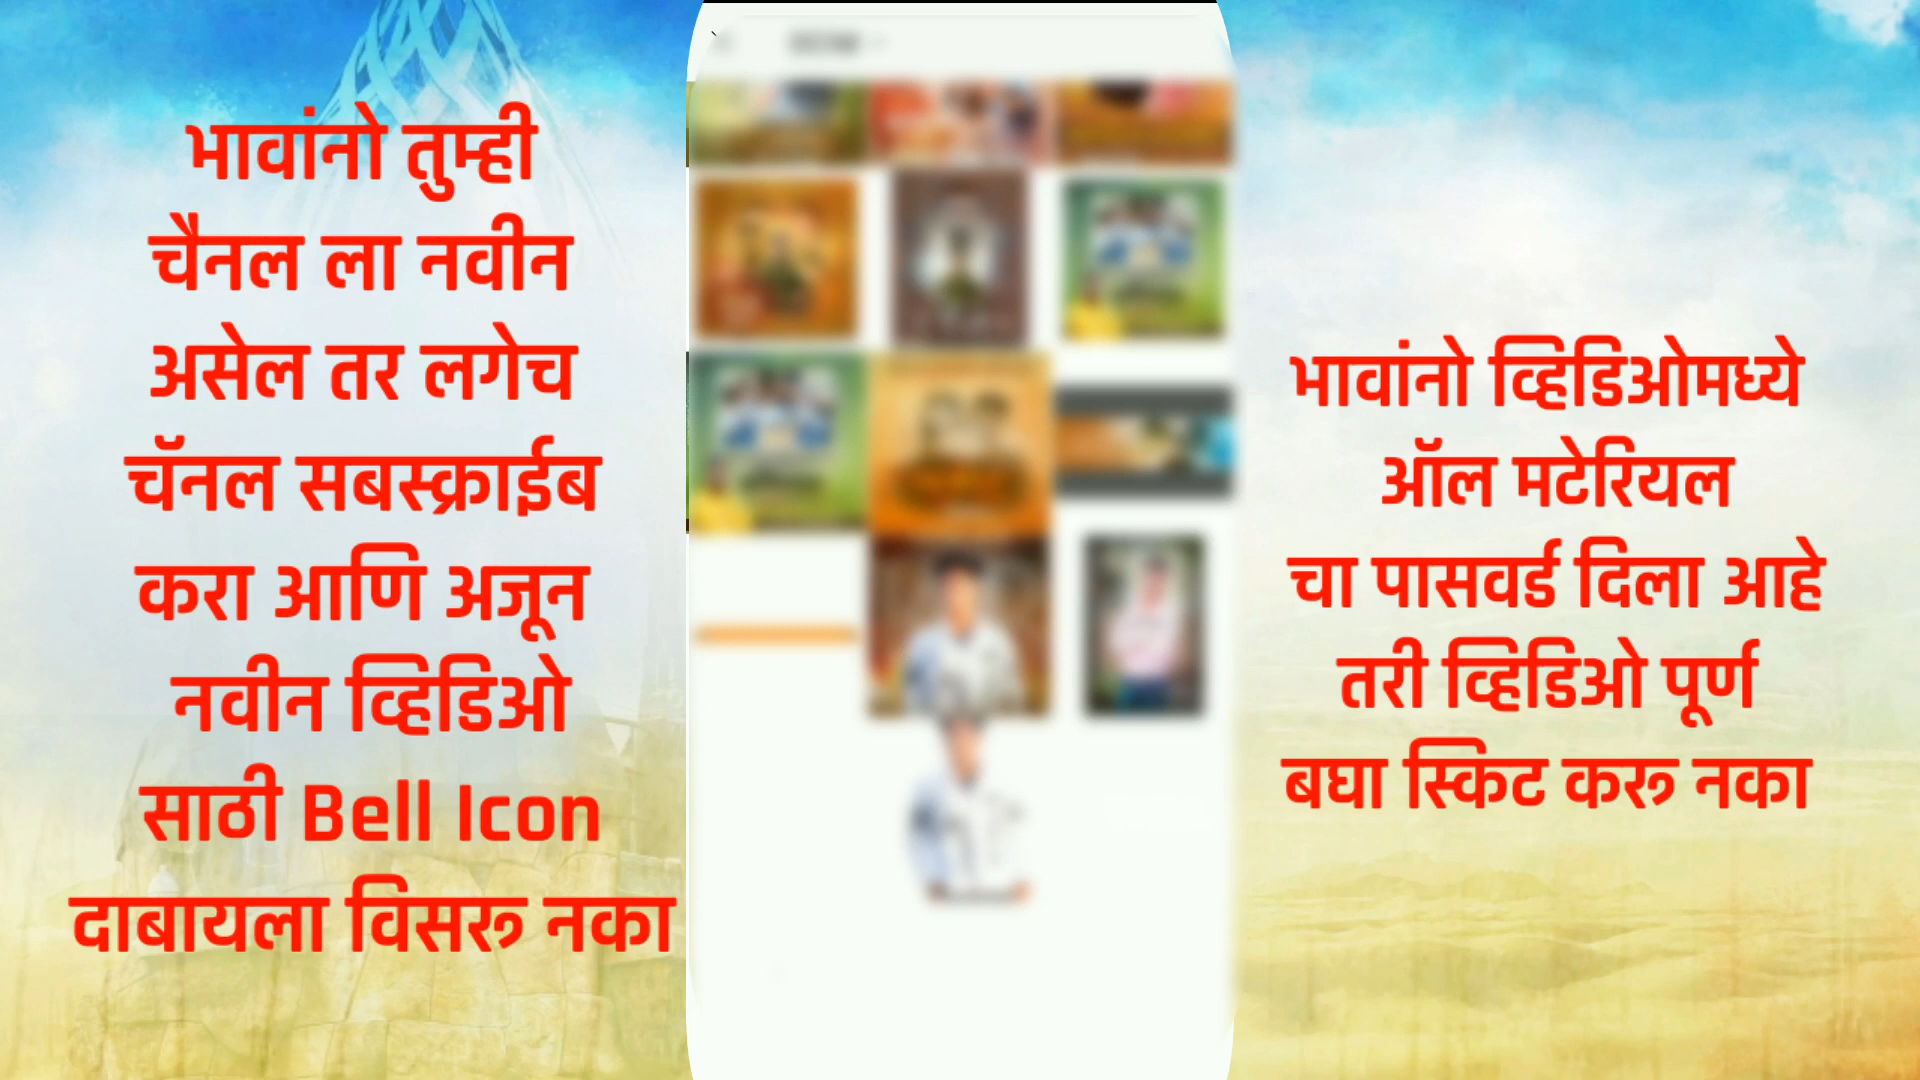 भावांनो तुम्ही
चैनल ला नवीन
असेल तर लगेच
चॅनल सबस्क्राईब
करा आणि अजून
नवीन व्हिडिओ
साठी Bell Icon
दाबायला विसरू नका
भावांनो व्हिडिओमध्ये
ऑल मटेरियल
चा पासवर्ड दिला आहे
तरी व्हिडिओ पूर्ण
बघा स्किट करू नका